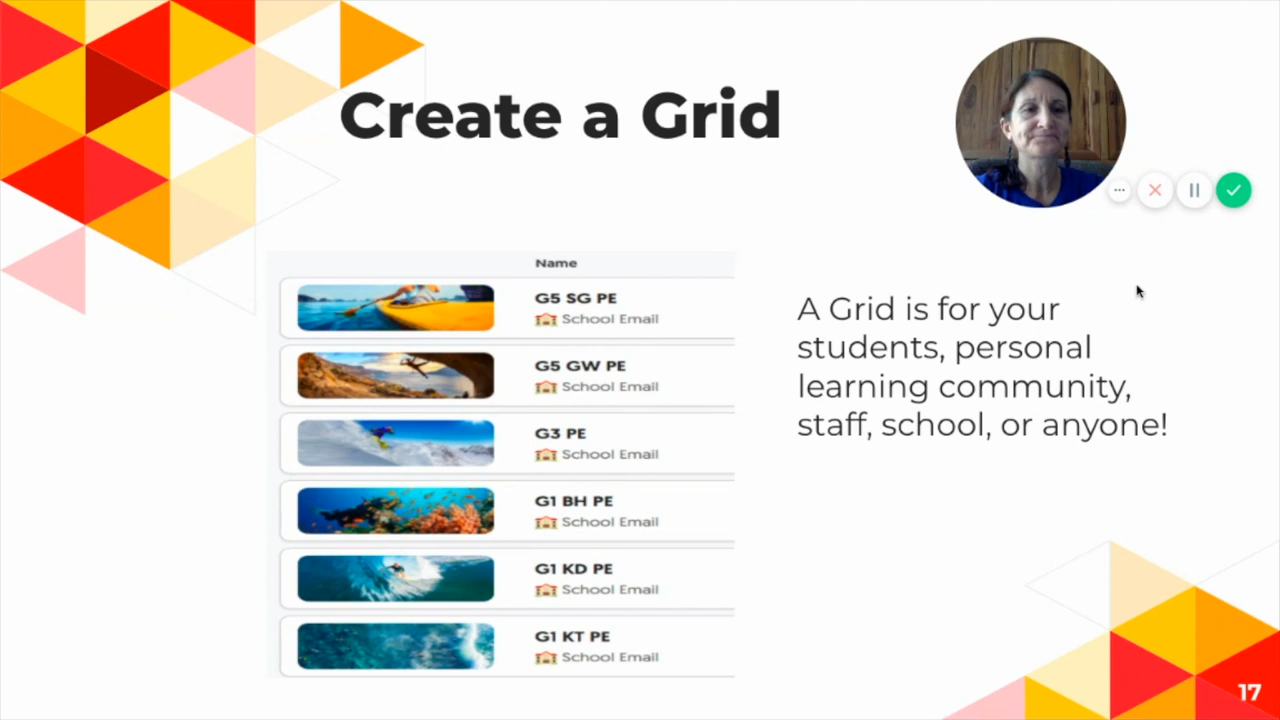 Create a Grid
Name
G5 SG PE
School Email
G5 GW PE
School Email
G3 PE
School Email
G1 BH PE
School Email
G1 KD PE
School Email
G1 KT PE
School Email
A Grid is for your
students, personal
learning community,
staff, school, or anyone!
17